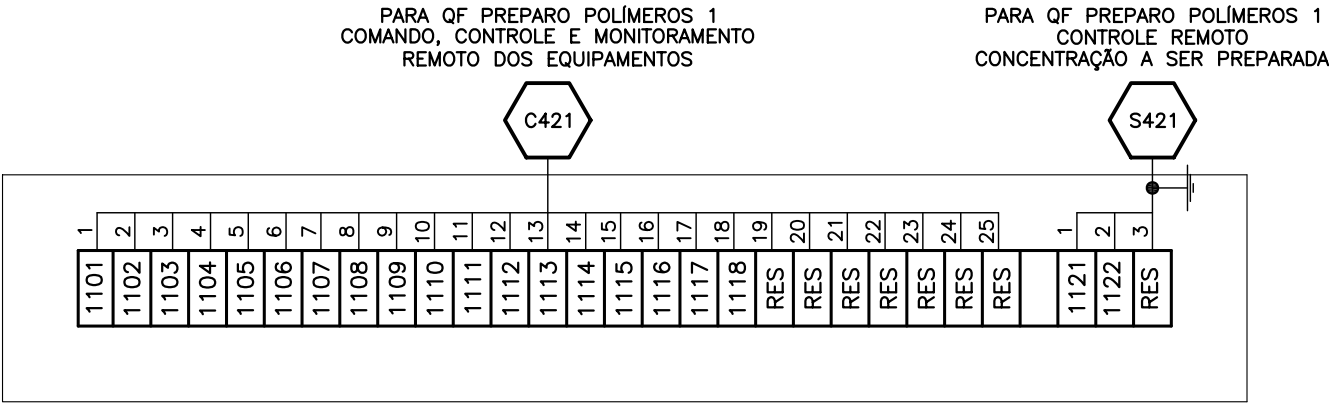 PARA QF PREPARO POLÍMEROS 1
COMANDO, CONTROLE E MONITORAMENTO
REMOTO DOS EQUIPAMENTOS
PARA QF PREPARO POLÍMEROS 1
CONTROLE REMOTO
CONCENTRAÇÃO A SER PREPARADA
C421
S421
1 2 3 4 5 6 7 8 9 10 11 12 13 14 15 16 17 18 19 20 21 22 23 24 25 1 2 3
1101 1102 1103 1104 1105 1106 1107 1108 1109 1110 1111 1112 1113 1114 1115 1116 1117 1118 RES RES RES RES RES RES RES 1121 1122 RES